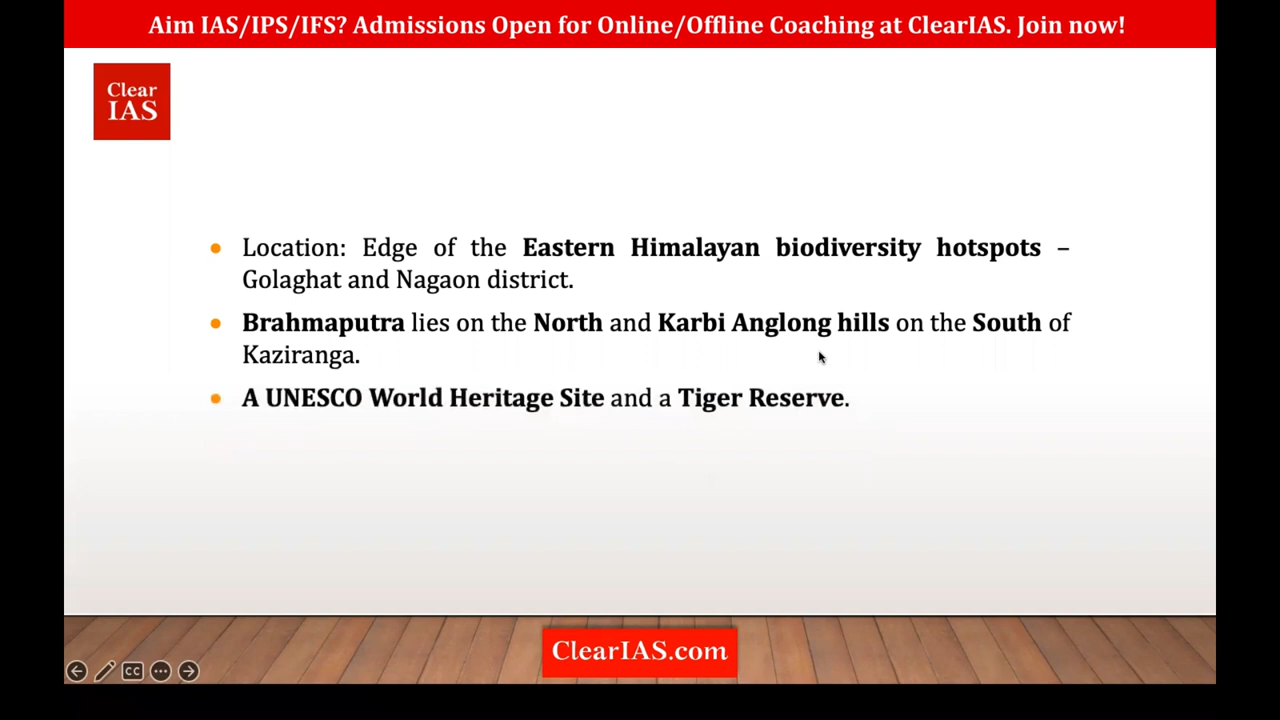 Aim IAS/IPS/IFS? Admissions Open for Online/Offline Coaching at ClearIAS. Join now!
Clear
IAS
• Location: Edge of the Eastern Himalayan biodiversity hotspots –
Golaghat and Nagaon district.
• Brahmaputra lies on the North and Karbi Anglong hills on the South of
Kaziranga.
• A UNESCO World Heritage Site and a Tiger Reserve.
ClearIAS.com
CC